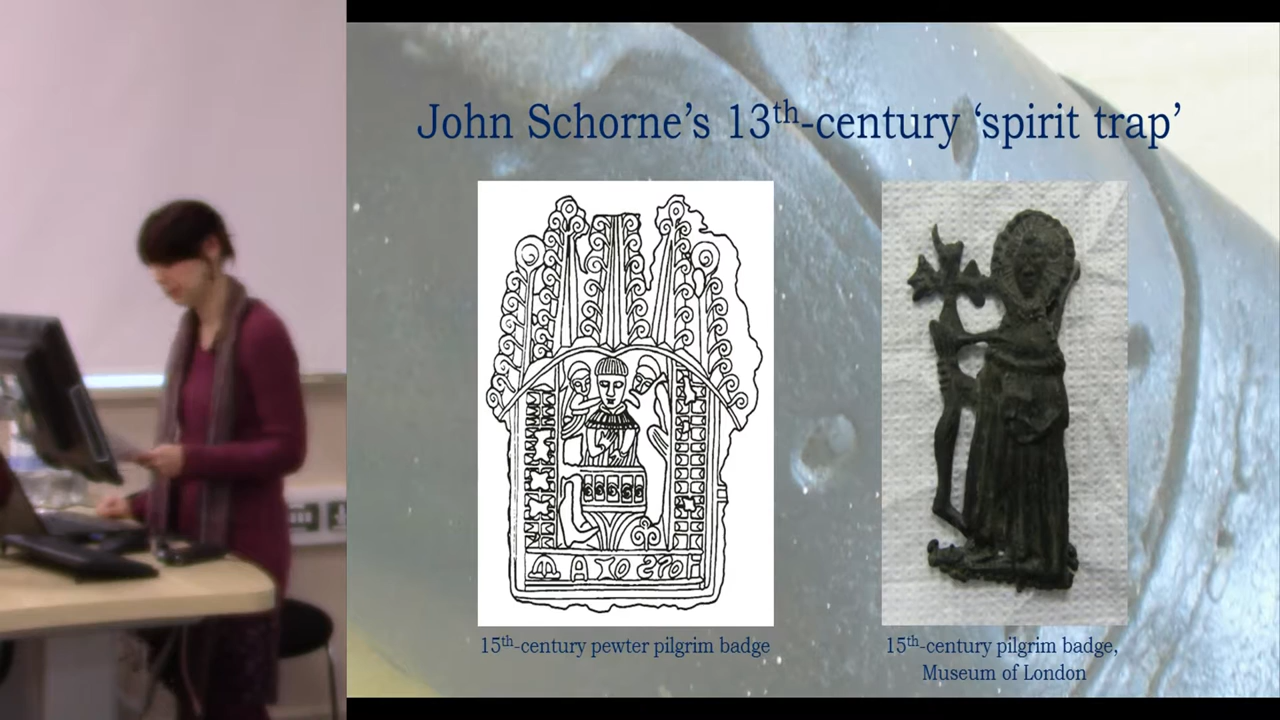 John Schorne’s 13th-century ‘spirit trap’
15th-century pewter pilgrim badge
15th-century pilgrim badge,
Museum of London